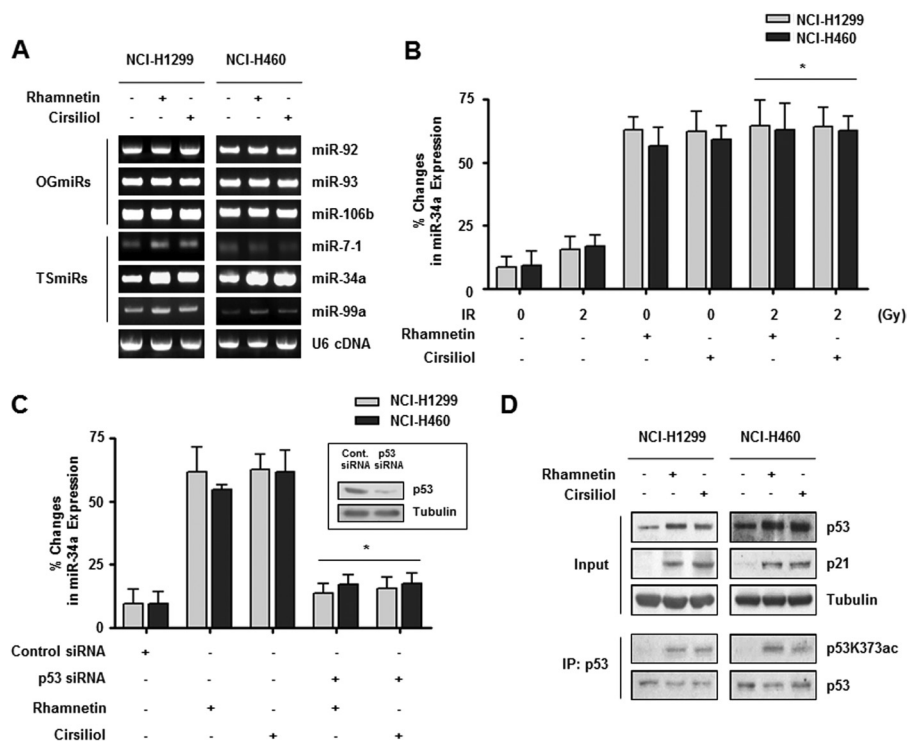 A
NCI-H1299 NCI-H460
Rhamnetin - + - - + -
Cirsiliol - - + - - +
OGmiRs
miR-92
miR-93
miR-106b
TSmiRs
miR-7-1
miR-34a
miR-99a
U6 cDNA
B
NCI-H1299
NCI-H460
*
% Changes
in miR-34a Expression
75
50
25
0
IR 0 2 0 0 2 2 (Gy)
Rhamnetin - - + - + -
Cirsiliol - - - + - +
C
NCI-H1299
NCI-H460
% Changes
in miR-34a Expression
75
50
25
0
Cont. p53
siRNA siRNA
p53
Tubulin
*
Control siRNA + - - - -
p53 siRNA - - - + +
Rhamnetin - + - + -
Cirsiliol - - + - +
D
NCI-H1299 NCI-H460
Rhamnetin - + - - + -
Cirsiliol - - + - - +
Input
p53
p21
Tubulin
IP: p53
p53K373ac
p53